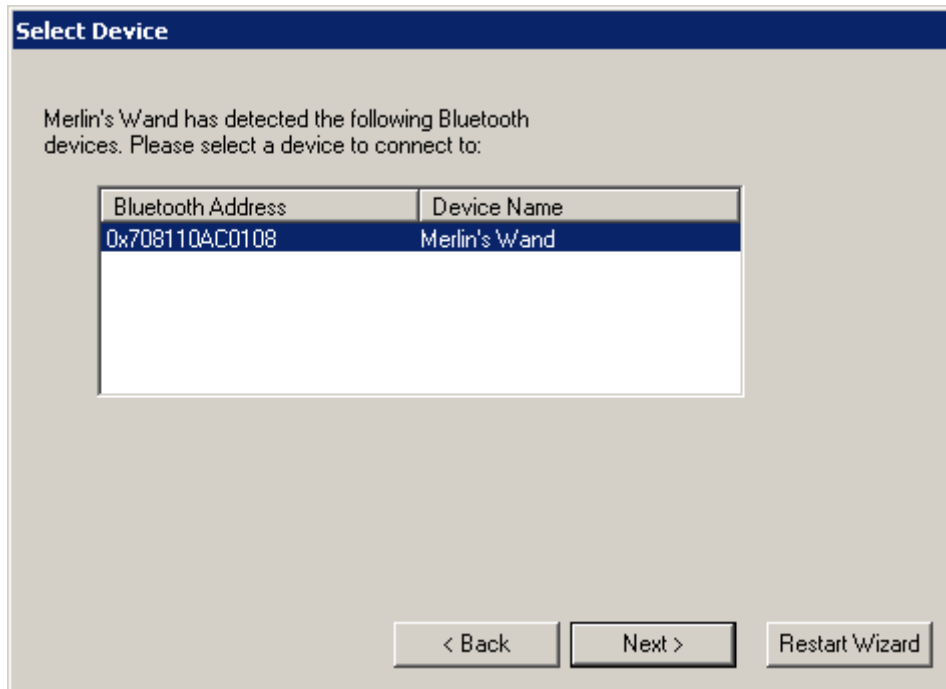 Select Device
Merlin's Wand has detected the following Bluetooth
devices. Please select a device to connect to:
Bluetooth Address Device Name
0x708110AC0108 Merlin's Wand
< Back Next > Restart Wizard